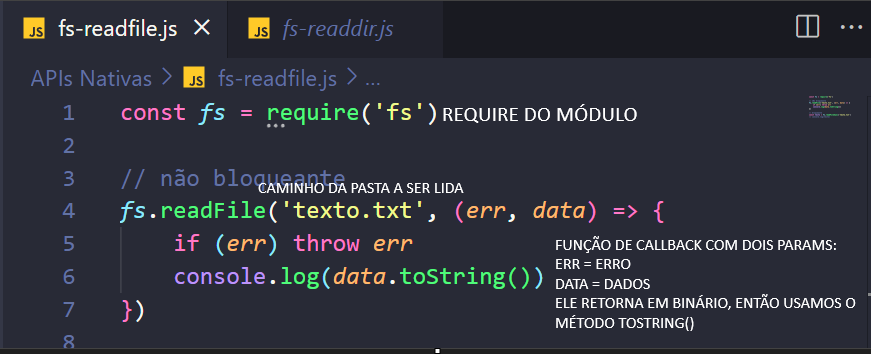 JS fs-readfile.js × JS fs-readdir.js ...
APIs Nativas > JS fs-readfile.js > ...
1 const fs = require('fs') REQUIRE DO MÓDULO
2
3 // não bloqueante
CAMINHO DA PASTA A SER LIDA
4 fs.readFile('texto.txt', (err, data) => {
5 if (err) throw err
6 console.log(data.toString())
7 })
8
FUNÇÃO DE CALLBACK COM DOIS PARAMS:
ERR = ERRO
DATA = DADOS
ELE RETORNA EM BINÁRIO, ENTÃO USAMOS O
MÉTODO TOSTRING()